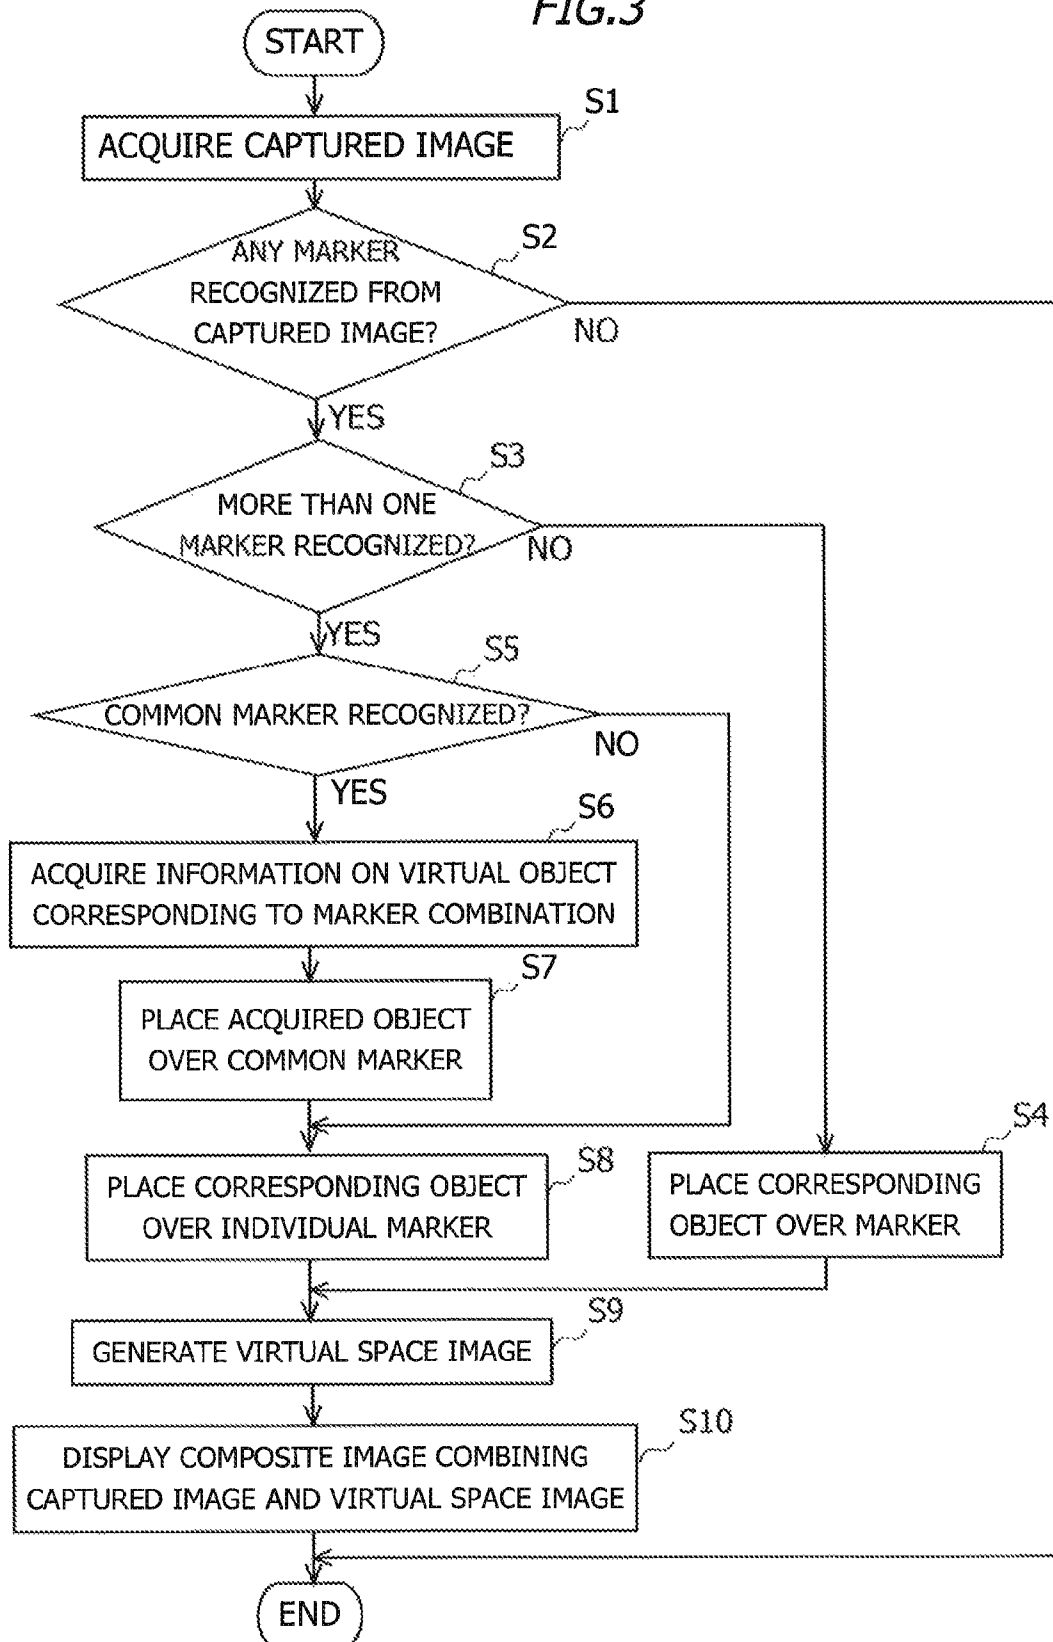 FIG.3
START
S1
ACQUIRE CAPTURED IMAGE
S2
ANY MARKER
RECOGNIZED FROM
CAPTURED IMAGE?
NO
YES
S3
MORE THAN ONE
MARKER RECOGNIZED?
NO
YES
S5
COMMON MARKER RECOGNIZED?
NO
YES
S6
ACQUIRE INFORMATION ON VIRTUAL OBJECT
CORRESPONDING TO MARKER COMBINATION
S7
PLACE ACQUIRED OBJECT
OVER COMMON MARKER
S8
PLACE CORRESPONDING OBJECT
OVER INDIVIDUAL MARKER
S4
PLACE CORRESPONDING
OBJECT OVER MARKER
S9
GENERATE VIRTUAL SPACE IMAGE
S10
DISPLAY COMPOSITE IMAGE COMBINING
CAPTURED IMAGE AND VIRTUAL SPACE IMAGE
END